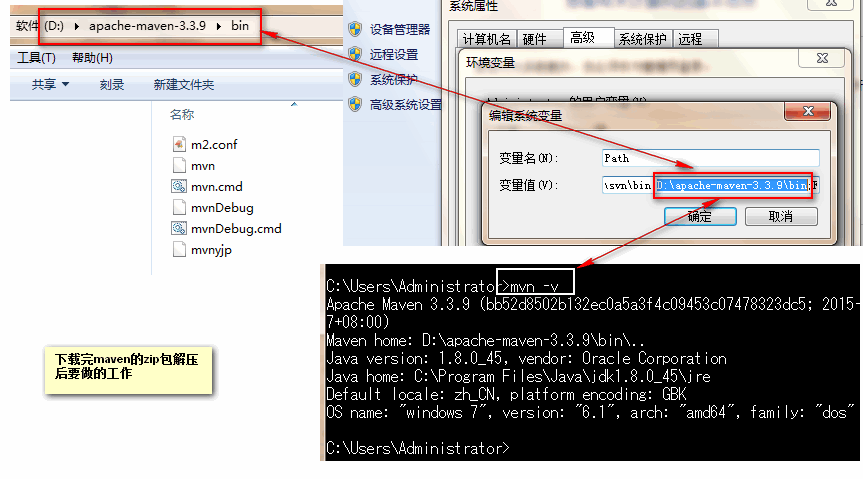 软件 (D:) ▸ apache-maven-3.3.9 ▸ bin
工具(T) 帮助(H)
共享 刻录 新建文件夹
名称
m2.conf
mvn
mvn.cmd
mvnDebug
mvnDebug.cmd
mvnyjp
设备管理器
远程设置
系统保护
高级系统设置
系统属性
计算机名 硬件 高级 系统保护 远程
环境变量
的用户变量(U)
编辑系统变量
变量名(N): Path
变量值(V): \svn\bin;D:\apache-maven-3.3.9\bin;
确定 取消
C:\Users\Administrator>mvn -v
Apache Maven 3.3.9 (bb52d8502b132ec0a5a3f4c09453c07478323dc5; 2015-
7+08:00)
Maven home: D:\apache-maven-3.3.9\bin\..
Java version: 1.8.0_45, vendor: Oracle Corporation
Java home: C:\Program Files\Java\jdk1.8.0_45\jre
Default locale: zh_CN, platform encoding: GBK
OS name: "windows 7", version: "6.1", arch: "amd64", family: "dos"
C:\Users\Administrator>
下载完maven的zip包解压
后要做的工作